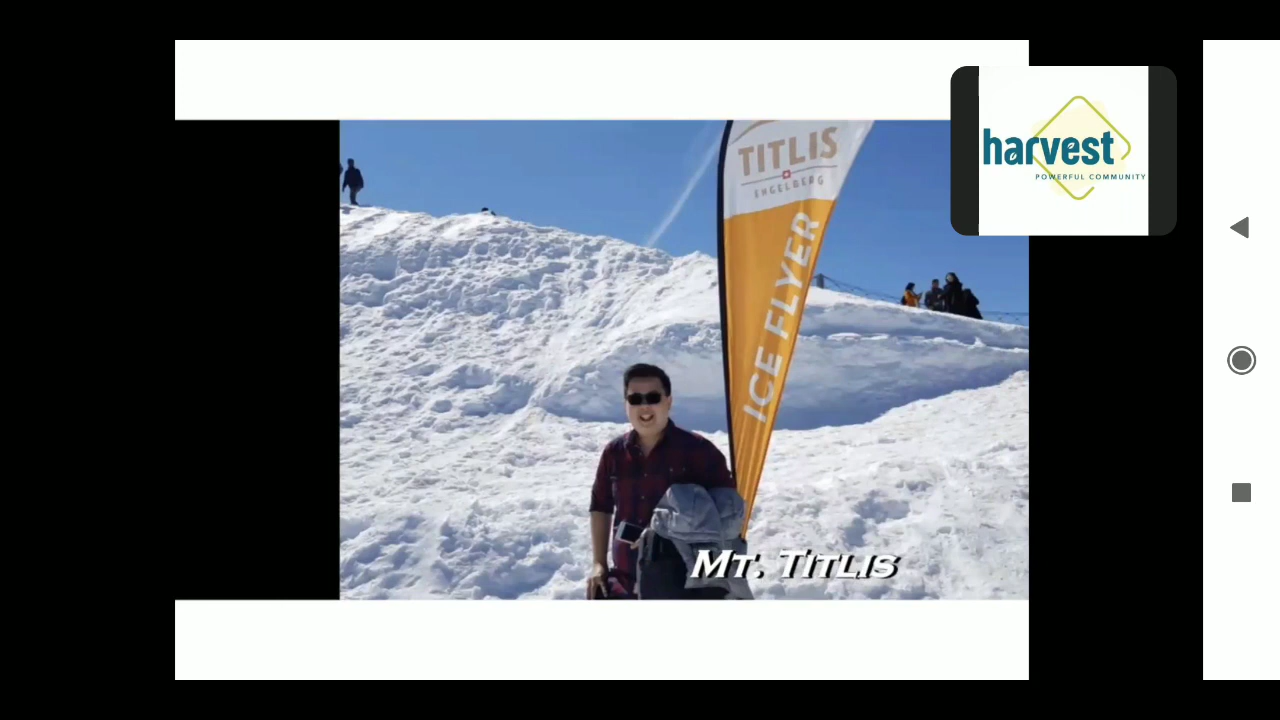 TITLIS
ENGELBERG
ICE FLYER
harvest
POWERFUL COMMUNITY
MT. TITLIS